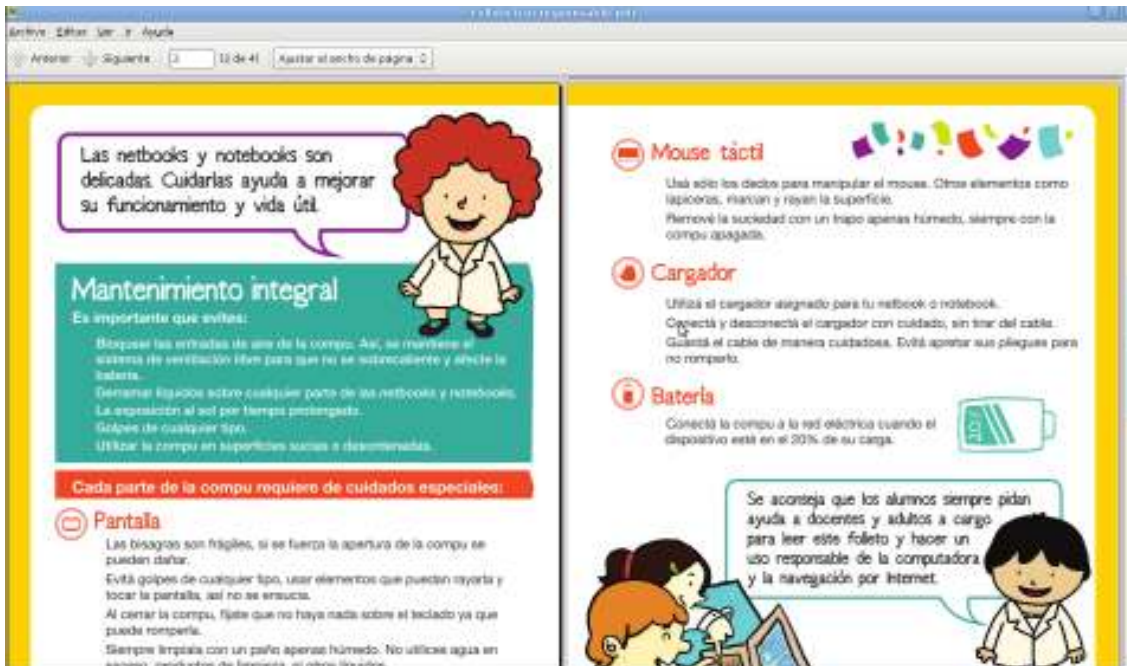 Archivo Editar Ver Ir Ayuda
Anterior Siguiente 13 de 41 Ajustar al ancho de página
Las netbooks y notebooks son
delicadas. Cuidarlas ayuda a mejorar
su funcionamiento y vida útil.
Mantenimiento integral
Es importante que evites:
Bloquear las entradas de aire de la compu. Así, se mantiene el
sistema de ventilación libre para que no se sobrecaliente y afecte la
batería.
Derramar líquidos sobre cualquier parte de las netbooks y notebooks.
La exposición al sol por tiempo prolongado.
Golpes de cualquier tipo.
Utilizar la compu en superficies sucias o desordenadas.
Cada parte de la compu requiere de cuidados especiales:
Pantalla
Las bisagras son frágiles, si se fuerza la apertura de la compu se
pueden dañar.
Evitá golpes de cualquier tipo, usar elementos que puedan rayarla y
tocar la pantalla, así no se ensucia.
Al cerrar la compu, fijate que no haya nada sobre el teclado ya que
puede romperla.
Siempre limpiala con un paño apenas húmedo. No utilices agua en
Mouse táctil
Usá sólo los dedos para manipular el mouse. Otros elementos como
lapiceras, marcan y rayan la superficie.
Remové la suciedad con un trapo apenas húmedo, siempre con la
compu apagada.
Cargador
Utilizá el cargador asignado para tu netbook o notebook.
Conectá y desconectá el cargador con cuidado, sin tirar del cable.
Guardá el cable de manera cuidadosa. Evitá apretar sus pliegues para
no romperlo.
Batería
Conectá la compu a la red eléctrica cuando el
dispositivo esté en el 20% de su carga.
20%
Se aconseja que los alumnos siempre pidan
ayuda a docentes y adultos a cargo
para leer este folleto y hacer un
uso responsable de la computadora
y la navegación por Internet.